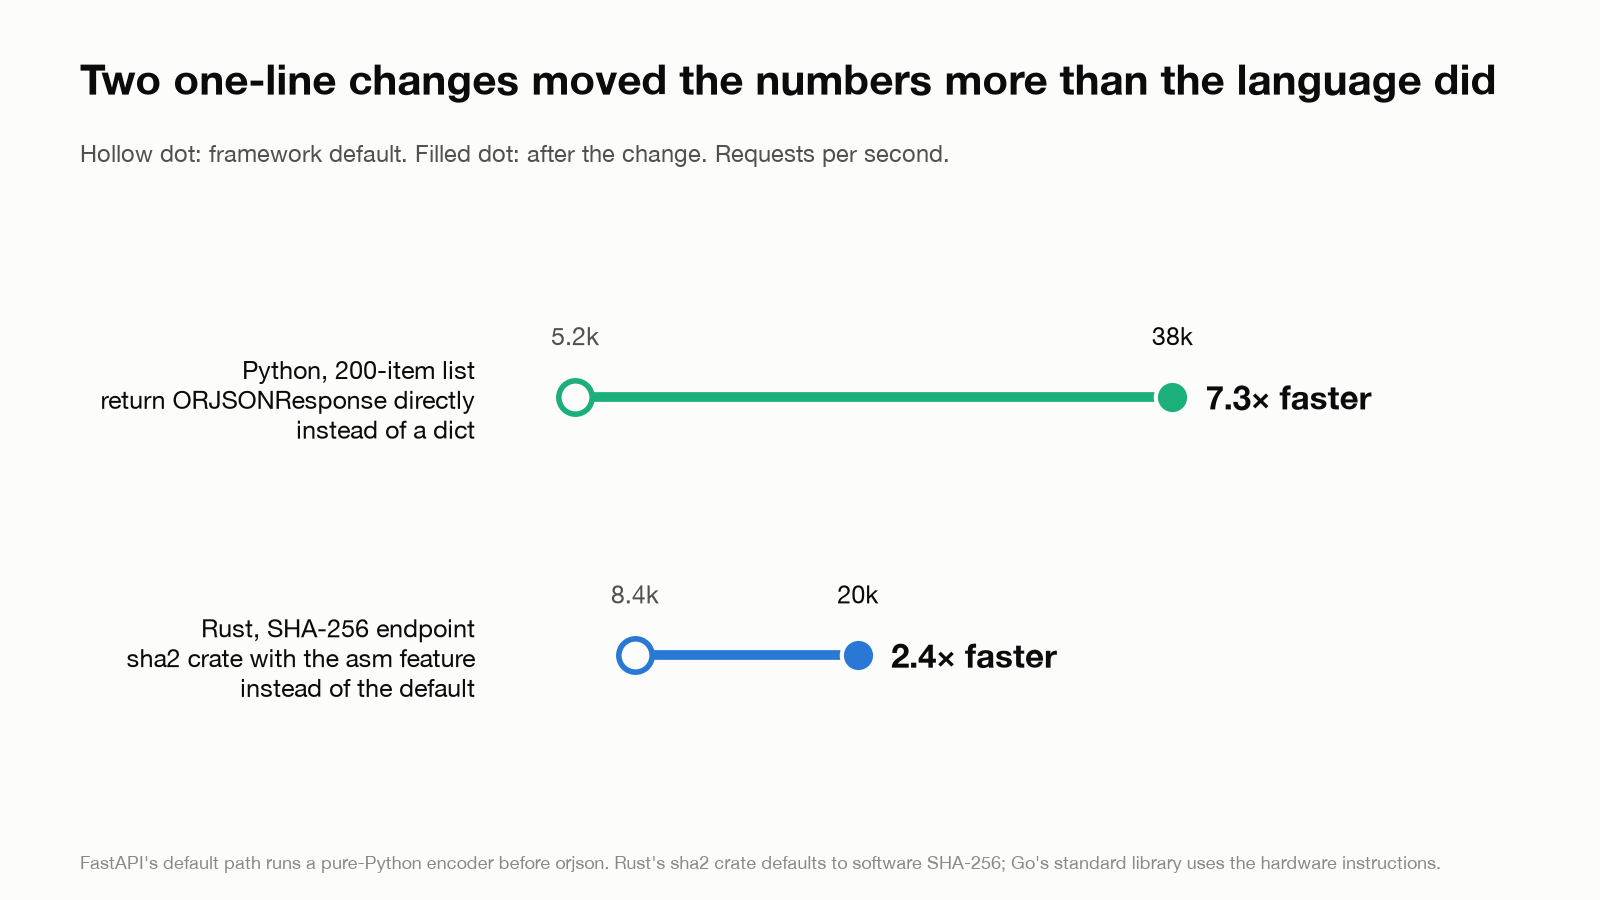 Two one-line changes moved the numbers more than the language did
Hollow dot: framework default. Filled dot: after the change. Requests per second.
5.2k
38k
Python, 200-item list
return ORJSONResponse directly
instead of a dict
7.3× faster
8.4k
20k
Rust, SHA-256 endpoint
sha2 crate with the asm feature
instead of the default
2.4× faster
FastAPI's default path runs a pure-Python encoder before orjson. Rust's sha2 crate defaults to software SHA-256; Go's standard library uses the hardware instructions.